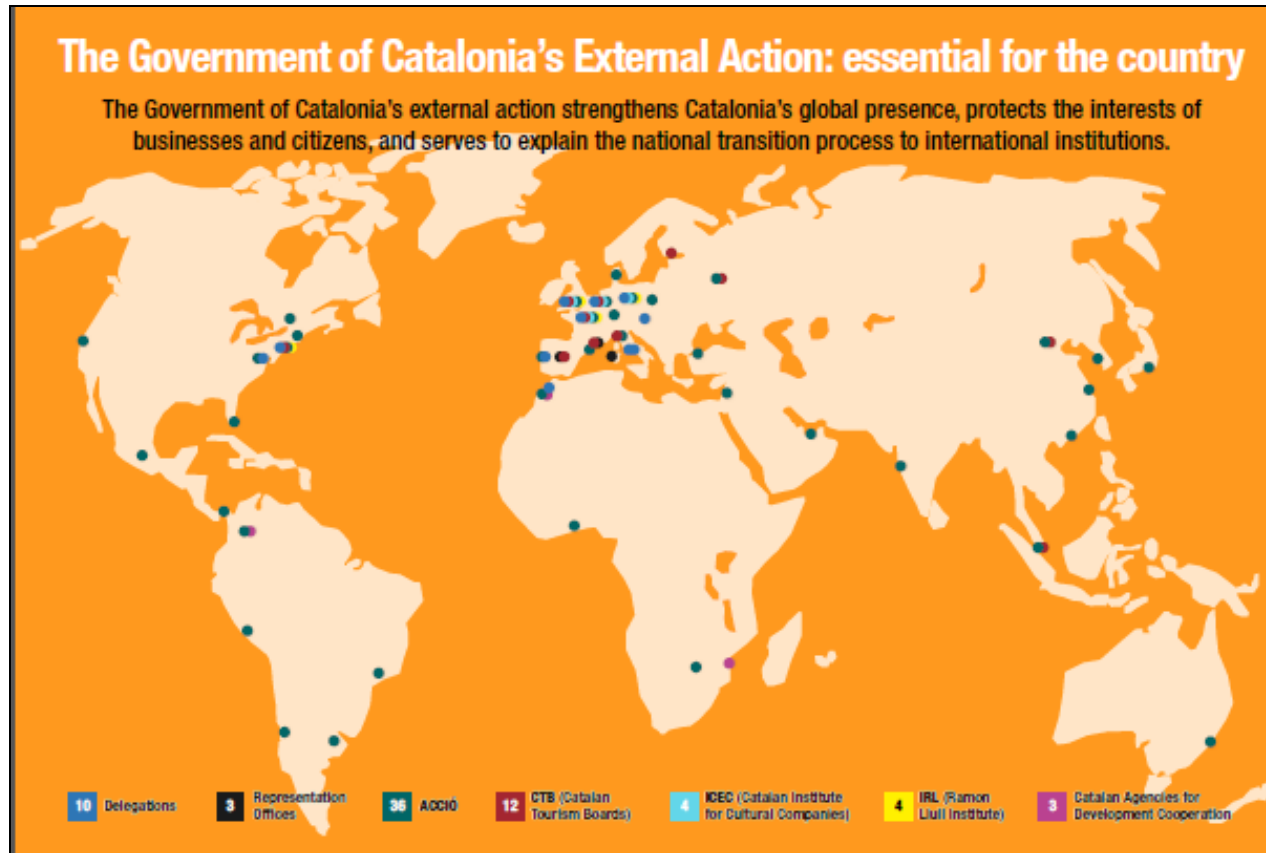 The Government of Catalonia's External Action: essential for the country
The Government of Catalonia's external action strengthens Catalonia's global presence, protects the interests of
businesses and citizens, and serves to explain the national transition process to international institutions.
10 Delegations
3 Representation
Offices
36 ACCIÓ
12 CTB (Catalan
Tourism Boards)
4 ICEC (Catalan Institute
for Cultural Companies)
4 IRL (Ramon
Llull Institute)
3 Catalan Agencies for
Development Cooperation